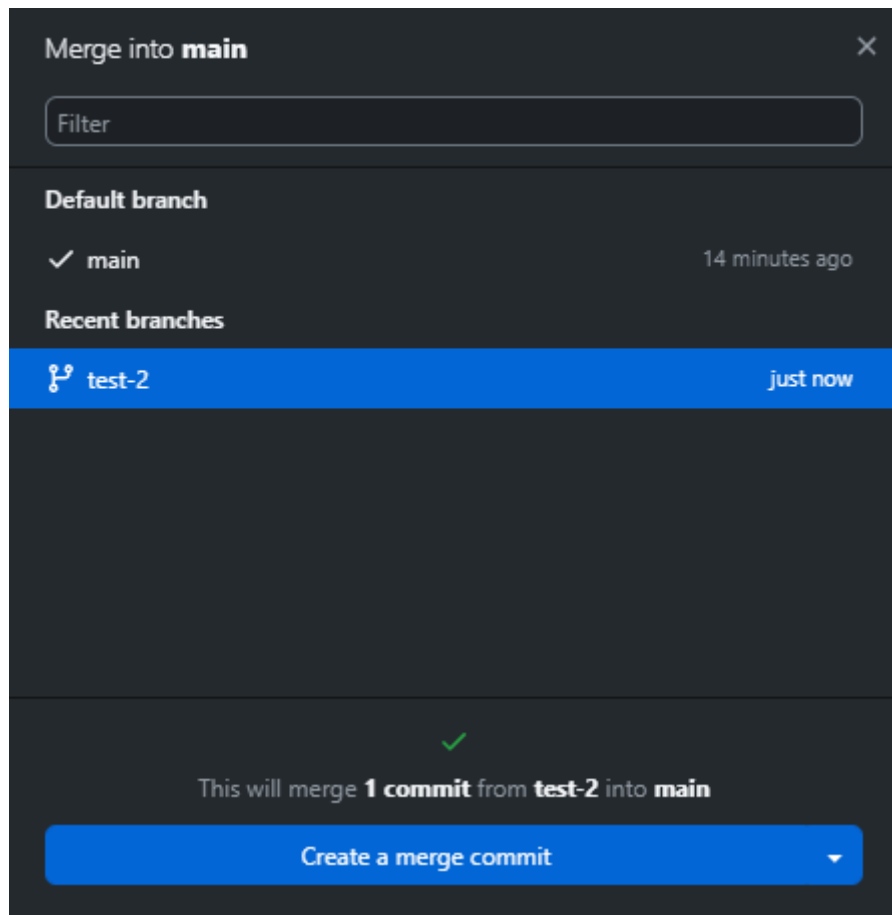 Merge into main
Filter
Default branch
main 14 minutes ago
Recent branches
test-2 just now
This will merge 1 commit from test-2 into main
Create a merge commit